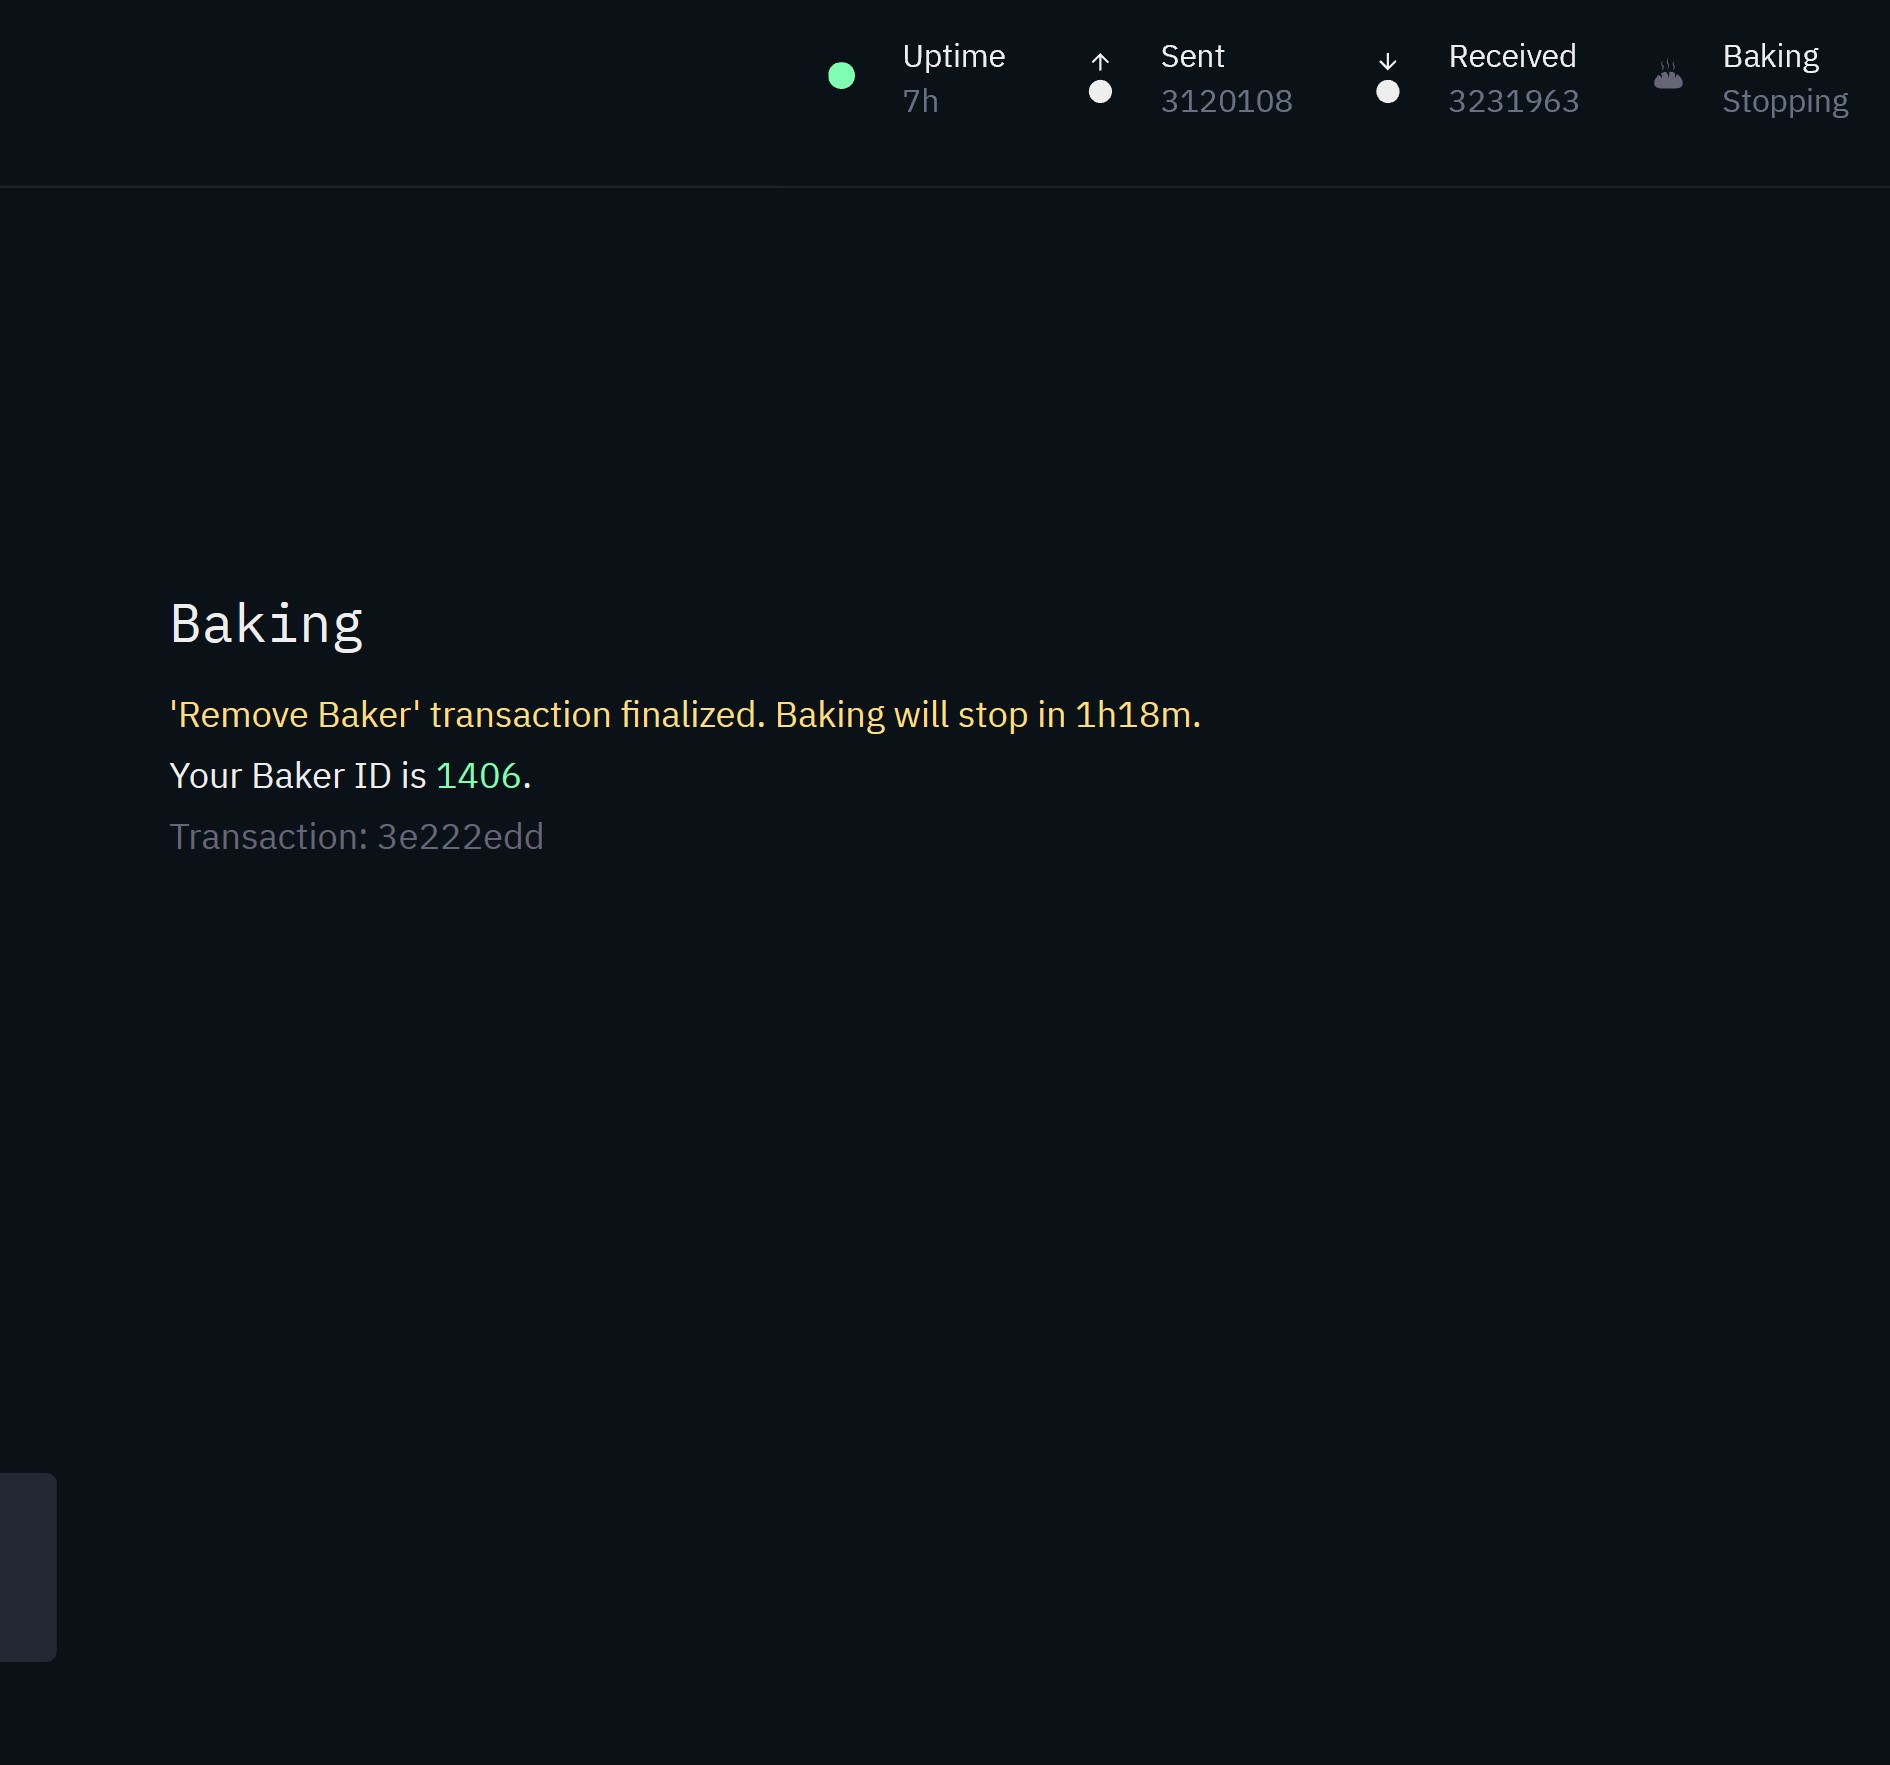 Uptime
7h
Sent
3120108
Received
3231963
Baking
Stopping
Baking
'Remove Baker' transaction finalized. Baking will stop in 1h18m.
Your Baker ID is 1406.
Transaction: 3e222edd